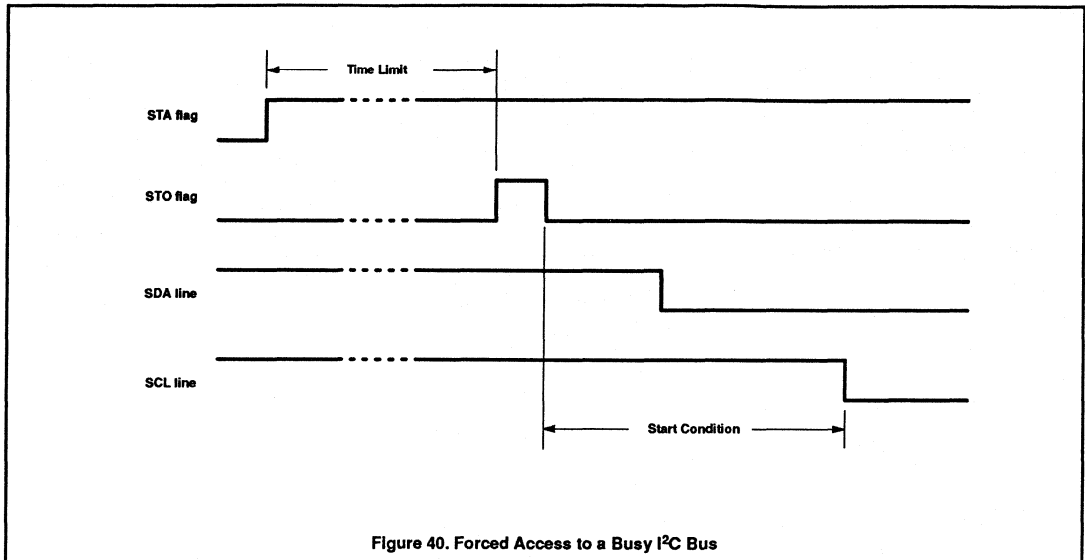 Time Limit
STA flag
STO flag
SDA line
SCL line
Start Condition
Figure 40. Forced Access to a Busy I²C Bus